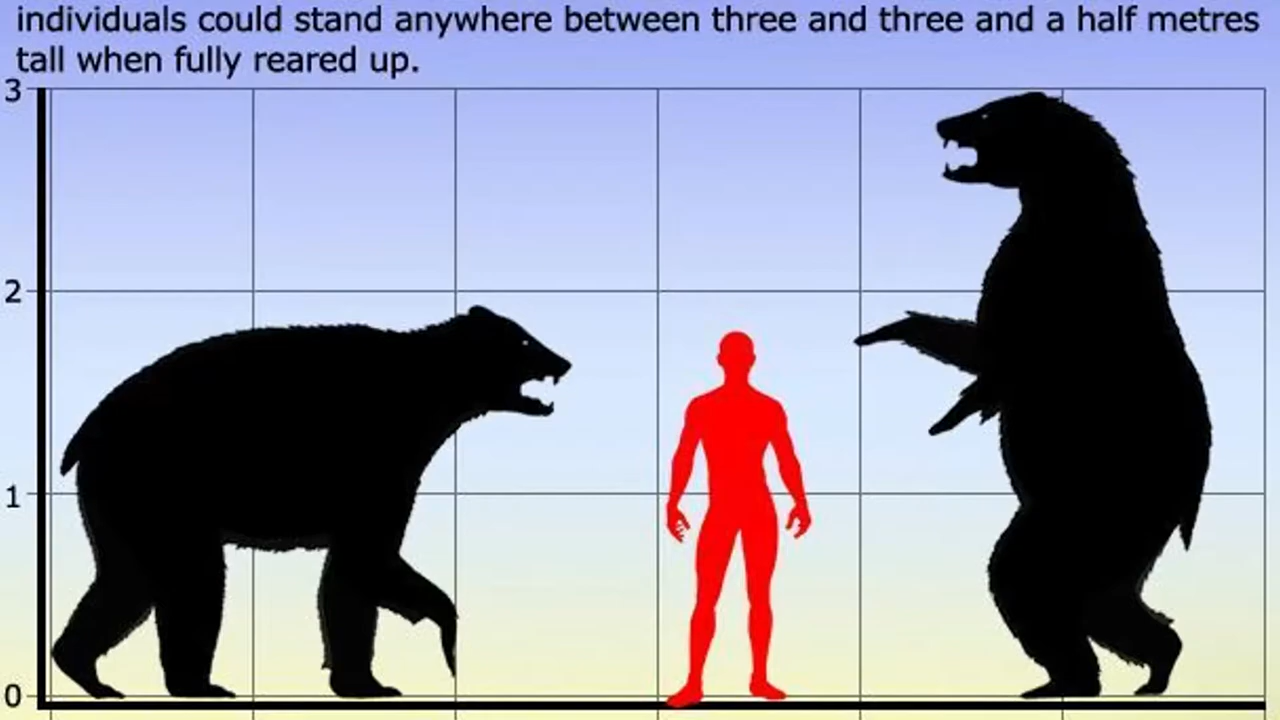 individuals could stand anywhere between three and three and a half metres
tall when fully reared up.
3
2
1
0